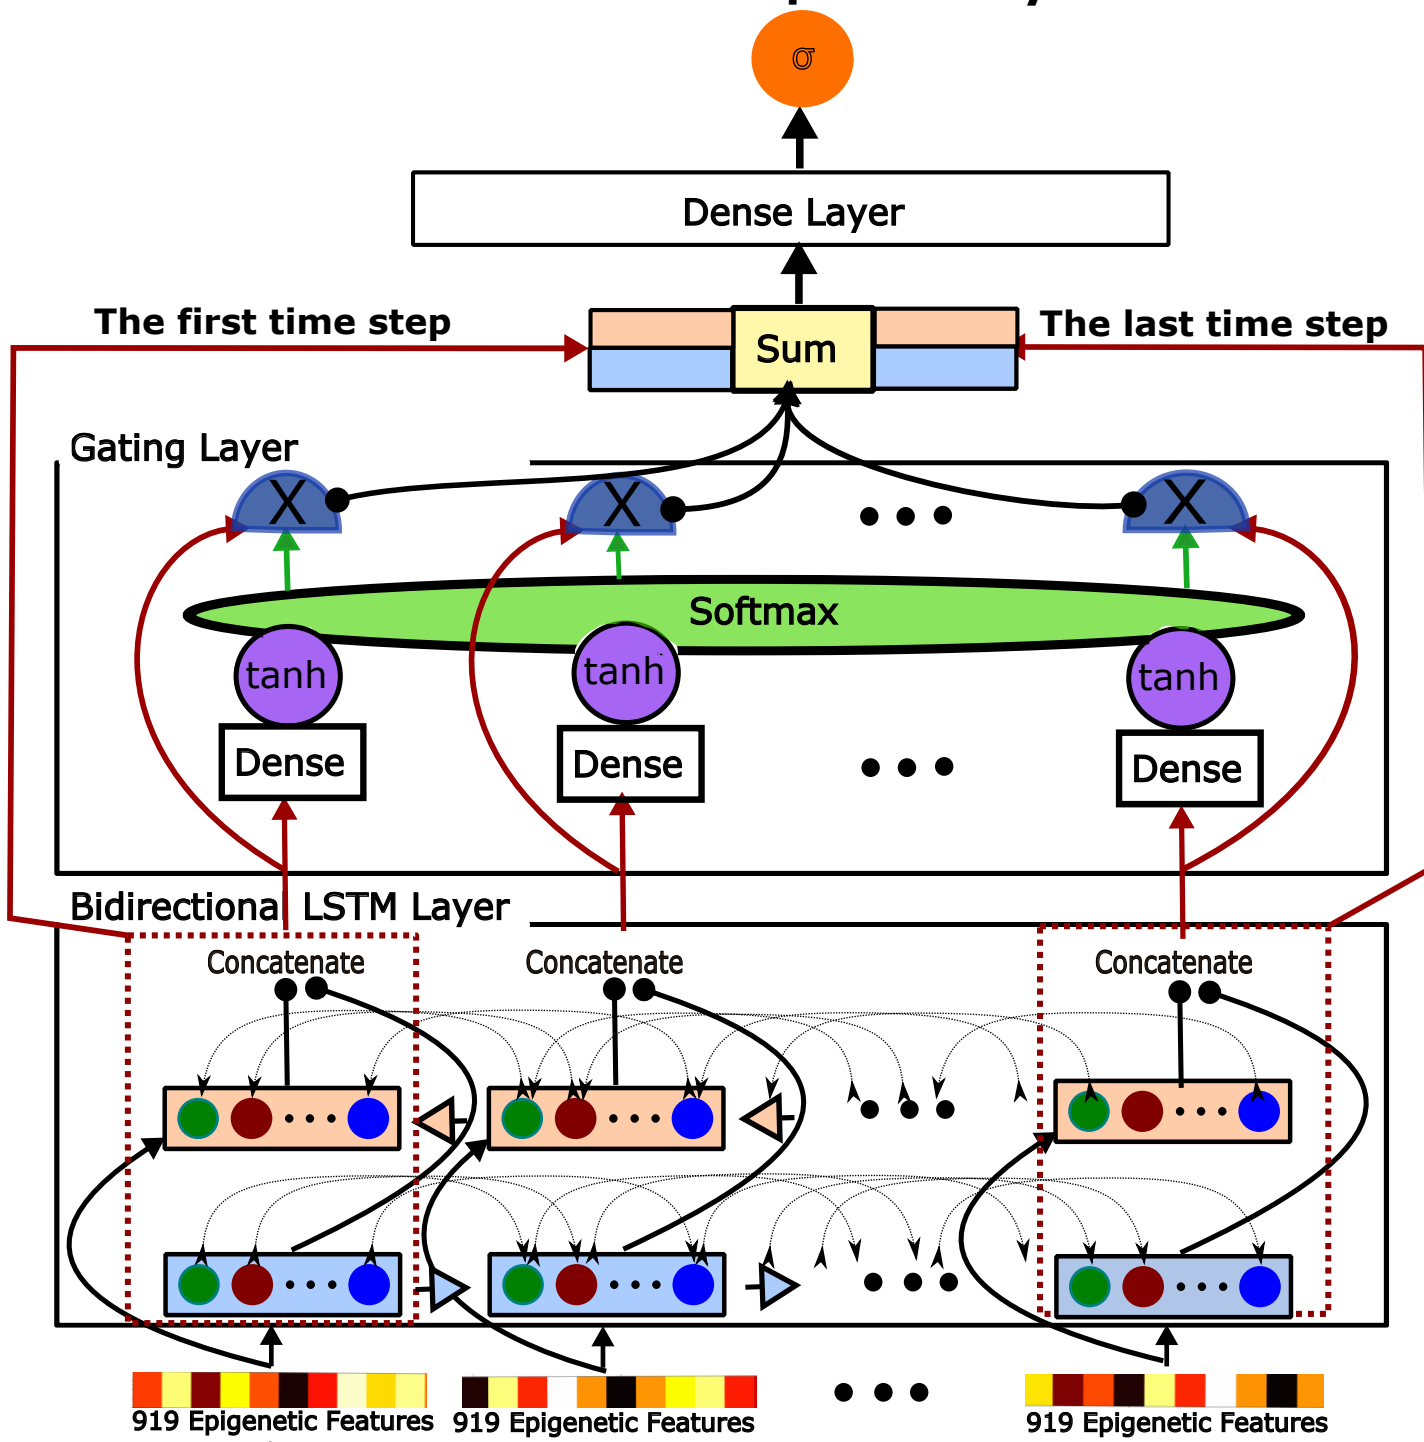 σ
Dense Layer
The first time step
Sum
The last time step
Gating Layer
X X X
Softmax
tanh tanh tanh
Dense Dense Dense
Bidirectional LSTM Layer
Concatenate Concatenate Concatenate
919 Epigenetic Features 919 Epigenetic Features 919 Epigenetic Features